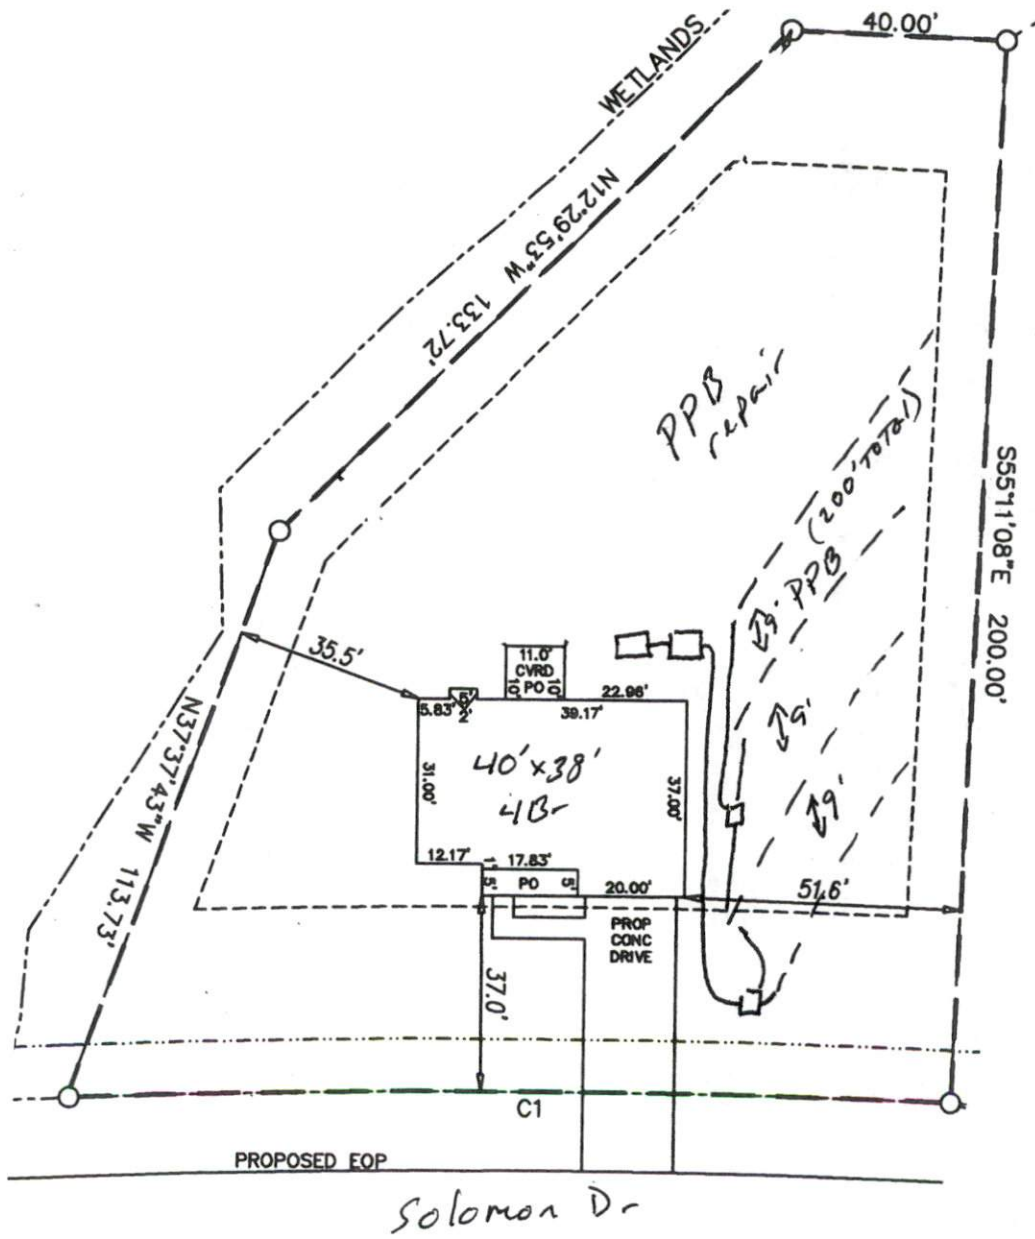 40.00'
WETLANDS
N12°29'53"W 133.72'
S55°11'08"E 200.00'
PPB
repair
(200' TOTAL)
9' PPB
9'
9'
35.5'
11.0'
CVRD
10' PO 10'
22.96'
5.83'
5'
X
2'
39.17'
31.00'
40'x38'
4Br
37.00'
N37°37'43"W 113.73'
12.17'
1'
17.83'
5' PO 5'
20.00'
51.6'
PROP
CONC
DRIVE
37.0'
C1
PROPOSED EOP
Solomon Dr